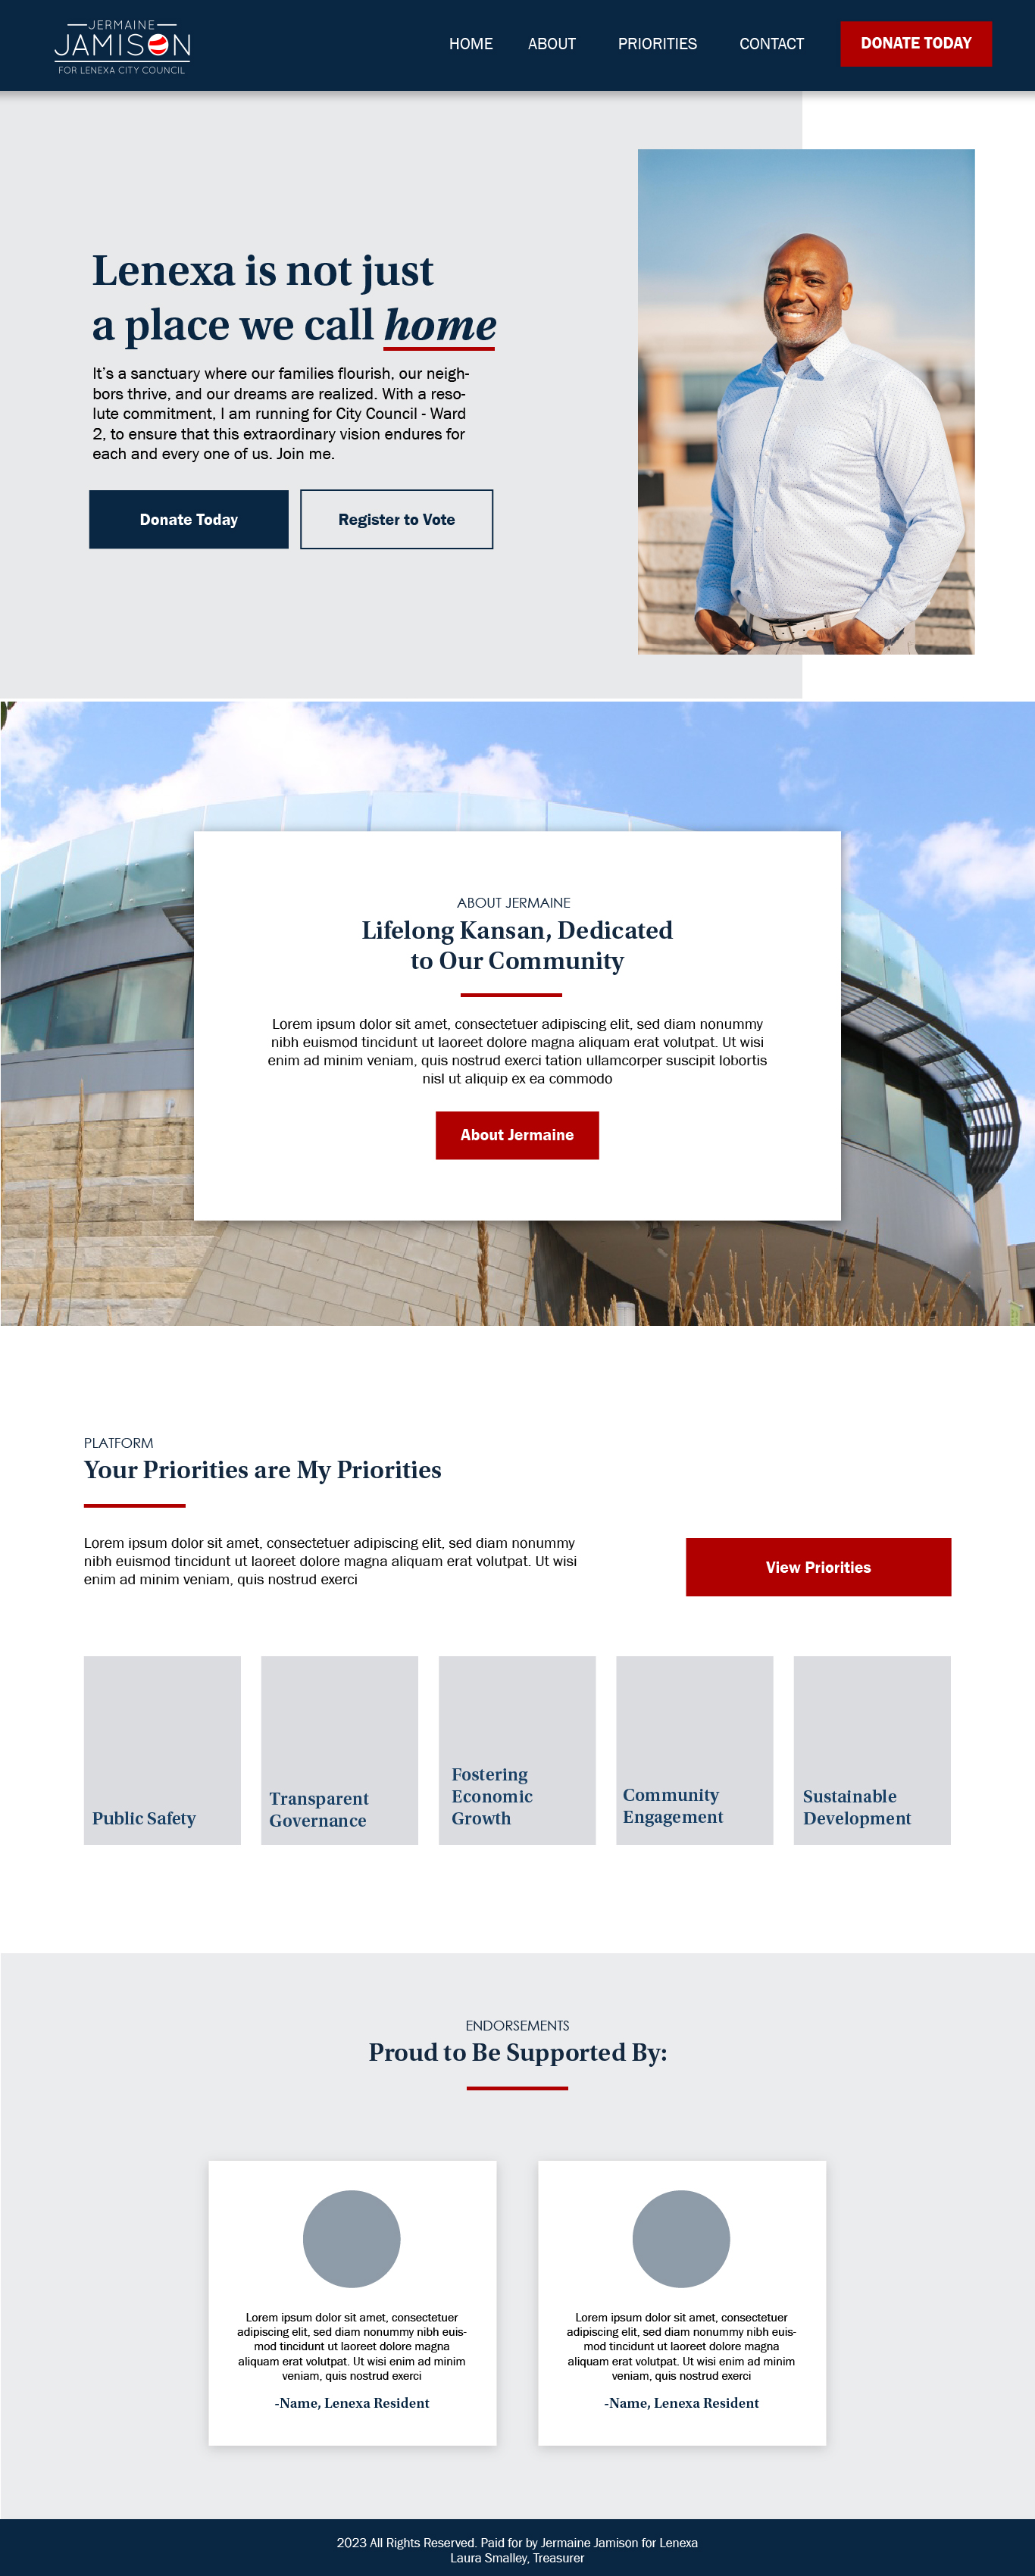 JERMAINE
JAMISON
FOR LENEXA CITY COUNCIL
HOME ABOUT PRIORITIES CONTACT DONATE TODAY
Lenexa is not just
a place we call home
It’s a sanctuary where our families flourish, our neigh-
bors thrive, and our dreams are realized. With a reso-
lute commitment, I am running for City Council - Ward
2, to ensure that this extraordinary vision endures for
each and every one of us. Join me.
Donate Today Register to Vote
ABOUT JERMAINE
Lifelong Kansan, Dedicated
to Our Community
Lorem ipsum dolor sit amet, consectetuer adipiscing elit, sed diam nonummy
nibh euismod tincidunt ut laoreet dolore magna aliquam erat volutpat. Ut wisi
enim ad minim veniam, quis nostrud exerci tation ullamcorper suscipit lobortis
nisl ut aliquip ex ea commodo
About Jermaine
PLATFORM
Your Priorities are My Priorities
Lorem ipsum dolor sit amet, consectetuer adipiscing elit, sed diam nonummy
nibh euismod tincidunt ut laoreet dolore magna aliquam erat volutpat. Ut wisi
enim ad minim veniam, quis nostrud exerci
View Priorities
Public Safety
Transparent
Governance
Fostering
Economic
Growth
Community
Engagement
Sustainable
Development
ENDORSEMENTS
Proud to Be Supported By:
Lorem ipsum dolor sit amet, consectetuer
adipiscing elit, sed diam nonummy nibh euis-
mod tincidunt ut laoreet dolore magna
aliquam erat volutpat. Ut wisi enim ad minim
veniam, quis nostrud exerci
-Name, Lenexa Resident
Lorem ipsum dolor sit amet, consectetuer
adipiscing elit, sed diam nonummy nibh euis-
mod tincidunt ut laoreet dolore magna
aliquam erat volutpat. Ut wisi enim ad minim
veniam, quis nostrud exerci
-Name, Lenexa Resident
2023 All Rights Reserved. Paid for by Jermaine Jamison for Lenexa
Laura Smalley, Treasurer